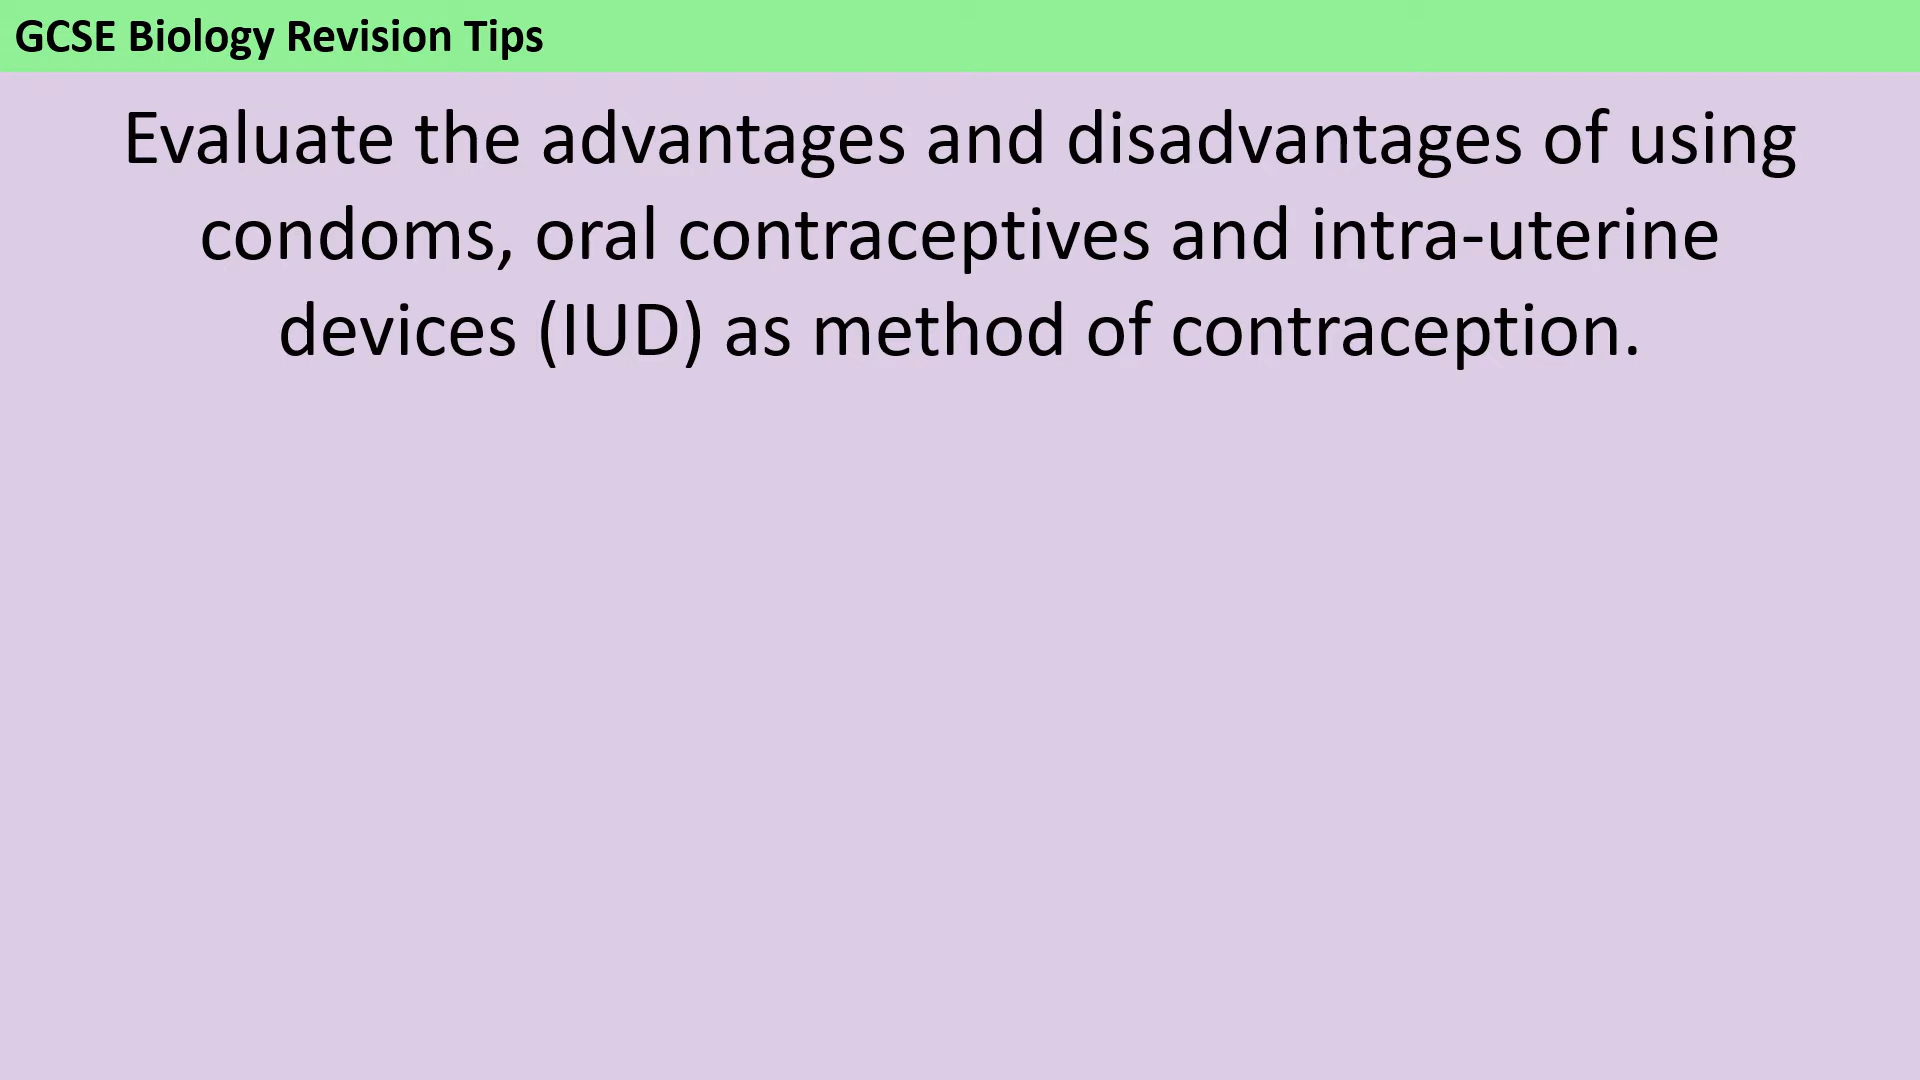 GCSE Biology Revision Tips
Evaluate the advantages and disadvantages of using
condoms, oral contraceptives and intra-uterine
devices (IUD) as method of contraception.